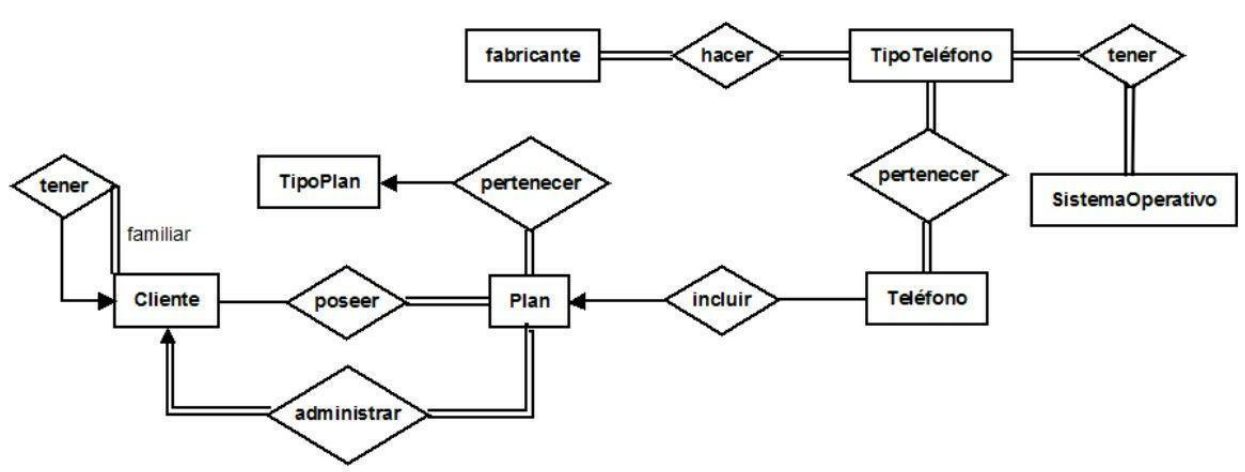 fabricante
hacer
TipoTeléfono
tener
tener
TipoPlan
pertenecer
pertenecer
SistemaOperativo
familiar
Cliente
poseer
Plan
incluir
Teléfono
administrar